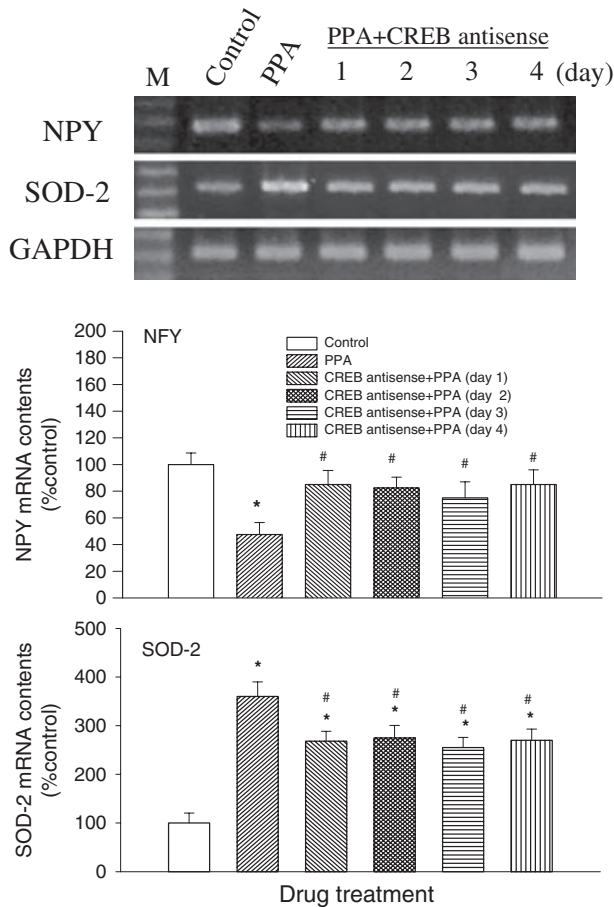 PPA+CREB antisense
M Control PPA 1 2 3 4 (day)
NPY
SOD-2
GAPDH
NFY
200
180
160
140
120
100
80
60
40
20
0
NPY mRNA contents
(%control)
Control
PPA
CREB antisense+PPA (day 1)
CREB antisense+PPA (day 2)
CREB antisense+PPA (day 3)
CREB antisense+PPA (day 4)
* # # # #
SOD-2
500
400
300
200
100
0
SOD-2 mRNA contents
(%control)
* # # # #
* * * *
Drug treatment